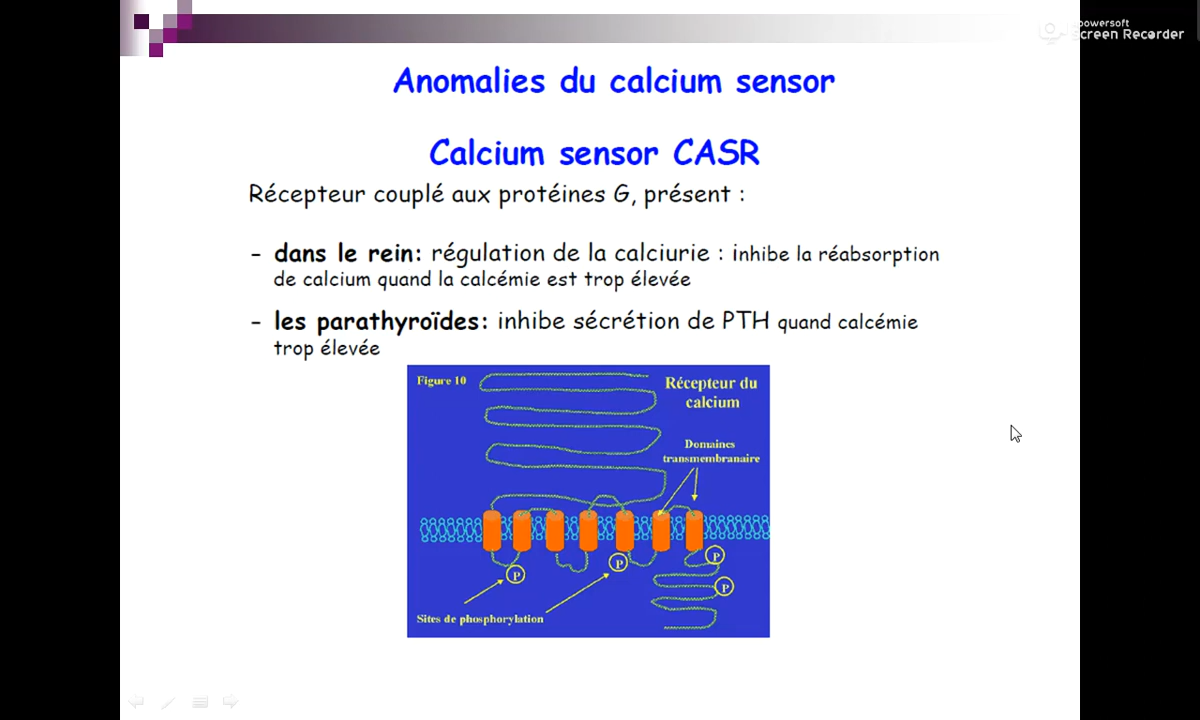 powersoft
Screen Recorder
Anomalies du calcium sensor
Calcium sensor CASR
Récepteur couplé aux protéines G, présent :
- dans le rein: régulation de la calciurie : inhibe la réabsorption
de calcium quand la calcémie est trop élevée
- les parathyroïdes: inhibe sécrétion de PTH quand calcémie
trop élevée
Figure 10
Récepteur du
calcium
Domaines
transmembranaire
P
P
P
P
Sites de phosphorylation